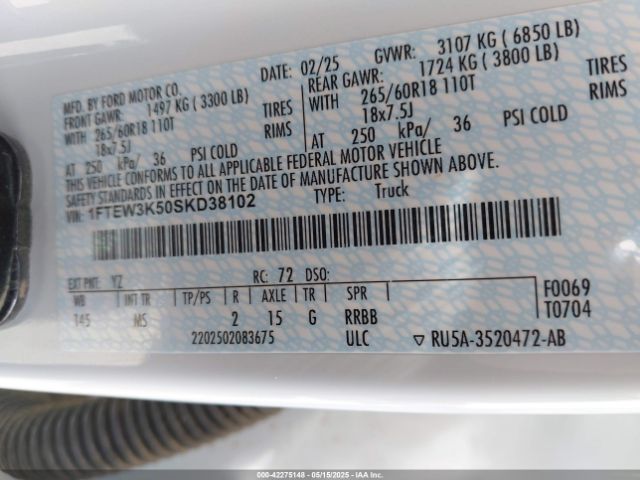 MFD. BY FORD MOTOR CO.
DATE: 02/25 GVWR: 3107 KG ( 6850 LB)
FRONT GAWR: 1497 KG ( 3300 LB)
REAR GAWR: 1724 KG ( 3800 LB)
WITH 265/60R18 110T TIRES
WITH 265/60R18 110T TIRES
18x7.5J RIMS
18x7.5J RIMS
AT 250 kPa/ 36 PSI COLD
AT 250 kPa/ 36 PSI COLD
THIS VEHICLE CONFORMS TO ALL APPLICABLE FEDERAL MOTOR VEHICLE
SAFETY STANDARDS IN EFFECT ON THE DATE OF MANUFACTURE SHOWN ABOVE.
VIN: 1FTEW3K50SKD38102 TYPE: Truck
EXT PNT: YZ RC: 72 DSO:
WB INT TR TP/PS R AXLE TR SPR
145 MS 2 15 G RRBB
F0069
T0704
2202502083675 ULC ▽ RU5A-3520472-AB
000-42275148 - 05/15/2025 - IAA Inc.